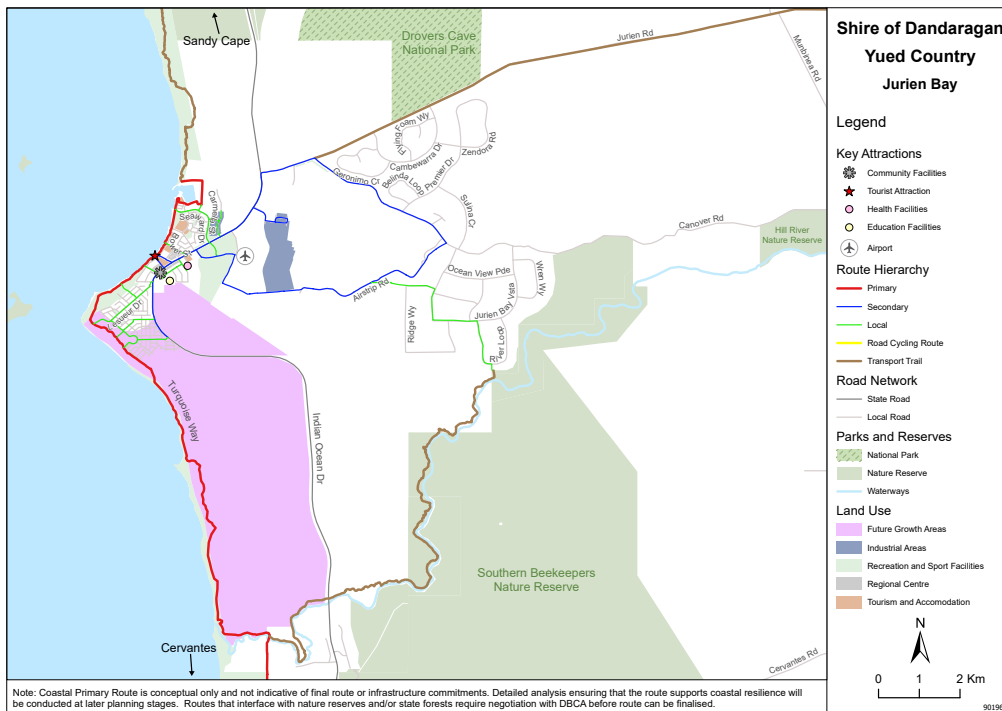 Sandy Cape
Drovers Cave
National Park
Jurien Rd
Munbinea Rd
Flying Foam Wy
Cambewarra Dr
Zendora Rd
Geronimo Cr
Belinda Loop
Premier Dr
Sulina Cr
Canover Rd
Hill River
Nature Reserve
Seaward Dr
Ocean View Pde
Wren Wy
Airstrip Rd
Jurien Bay Vsta
Ridge Wy
Lesueur Dr
Turquoise Way
Indian Ocean Dr
Southern Beekeepers
Nature Reserve
Cervantes
Cervantes Rd
Note: Coastal Primary Route is conceptual only and not indicative of final route or infrastructure commitments. Detailed analysis ensuring that the route supports coastal resilience will
be conducted at later planning stages. Routes that interface with nature reserves and/or state forests require negotiation with DBCA before route can be finalised.
Shire of Dandaragan
Yued Country
Jurien Bay
Legend
Key Attractions
Community Facilities
Tourist Attraction
Health Facilities
Education Facilities
Airport
Route Hierarchy
Primary
Secondary
Local
Road Cycling Route
Transport Trail
Road Network
State Road
Local Road
Parks and Reserves
National Park
Nature Reserve
Waterways
Land Use
Future Growth Areas
Industrial Areas
Recreation and Sport Facilities
Regional Centre
Tourism and Accomodation
N
0 1 2 Km